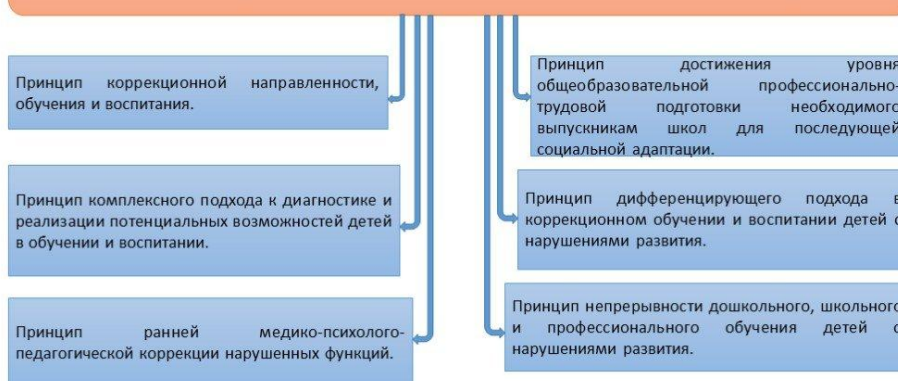 Принцип коррекционной направленности,
обучения и воспитания.
Принцип комплексного подхода к диагностике и
реализации потенциальных возможностей детей
в обучении и воспитании.
Принцип ранней медико-психолого-
педагогической коррекции нарушенных функций.
Принцип достижения уровня
общеобразовательной профессионально-
трудовой подготовки необходимого
выпускникам школ для последующей
социальной адаптации.
Принцип дифференцирующего подхода в
коррекционном обучении и воспитании детей с
нарушениями развития.
Принцип непрерывности дошкольного, школьного
и профессионального обучения детей с
нарушениями развития.